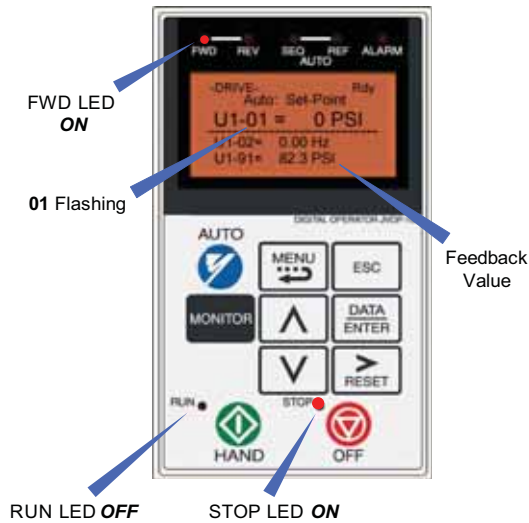 FWD REV SEQ REF ALARM
AUTO
-DRIVE- Rdy
Auto: Set-Point
U1-01 = 0 PSI
U1-02= 0.00 Hz
U1-91= 82.3 PSI
FWD LED
ON
01 Flashing
DIGITAL OPERATOR JVOP
Feedback
Value
AUTO
MENU
ESC
MONITOR
DATA
ENTER
>
RESET
RUN
STOP
HAND
OFF
RUN LED OFF
STOP LED ON